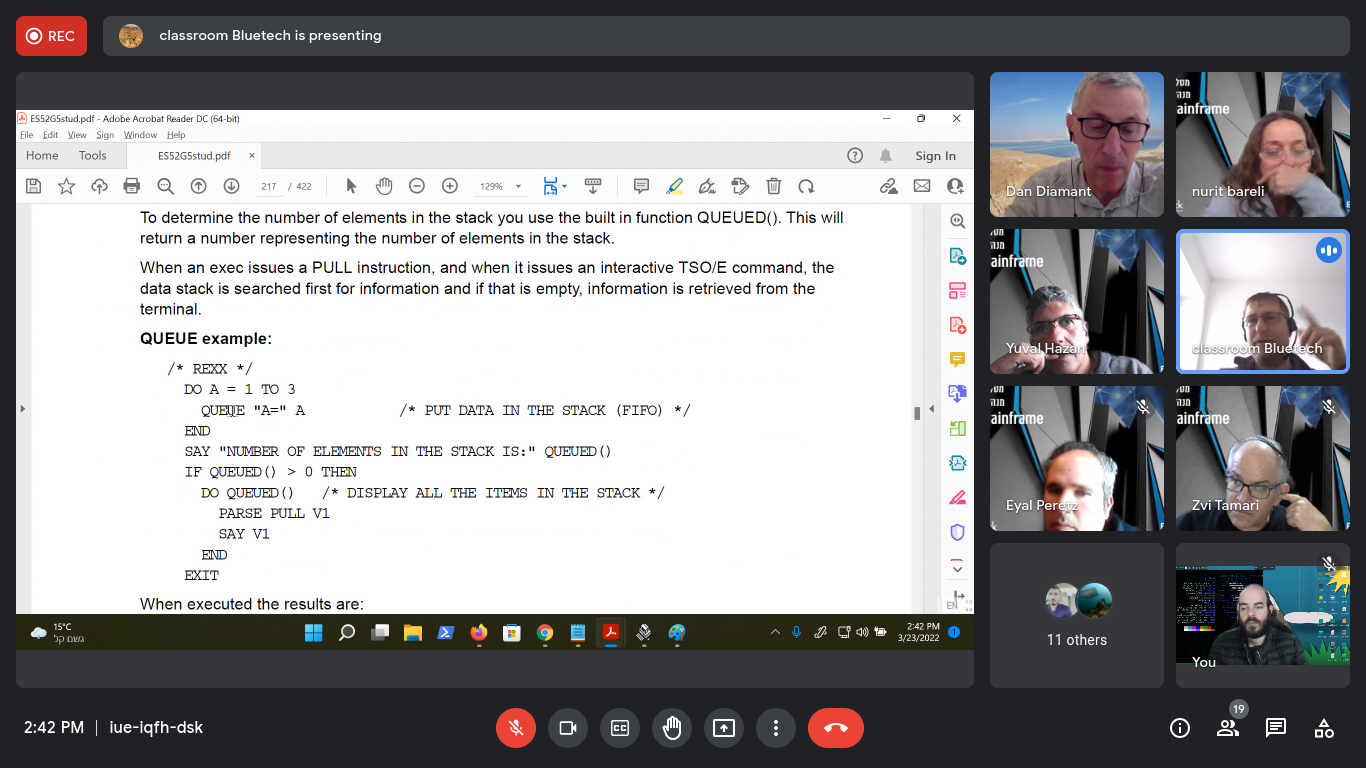 REC
classroom Bluetech is presenting
ES52G5stud.pdf - Adobe Acrobat Reader DC (64-bit)
File Edit View Sign Window Help
Home Tools ES52G5stud.pdf × Sign In
217 / 422 129%
To determine the number of elements in the stack you use the built in function QUEUED(). This will
return a number representing the number of elements in the stack.
When an exec issues a PULL instruction, and when it issues an interactive TSO/E command, the
data stack is searched first for information and if that is empty, information is retrieved from the
terminal.
QUEUE example:
/* REXX */
DO A = 1 TO 3
QUEUE "A=" A /* PUT DATA IN THE STACK (FIFO) */
END
SAY "NUMBER OF ELEMENTS IN THE STACK IS:" QUEUED()
IF QUEUED() > 0 THEN
DO QUEUED() /* DISPLAY ALL THE ITEMS IN THE STACK */
PARSE PULL V1
SAY V1
END
EXIT
When executed the results are:
EN
15°C
גשם קל
2:42 PM
3/23/2022
1
Dan Diamant
מסל
מנה
ainframe
nurit bareli
ainframe
Yuval Hazan
classroom Bluetech
ainframe
Eyal Peretz
ainframe
Zvi Tamari
11 others
You
2:42 PM | iue-iqfh-dsk
19